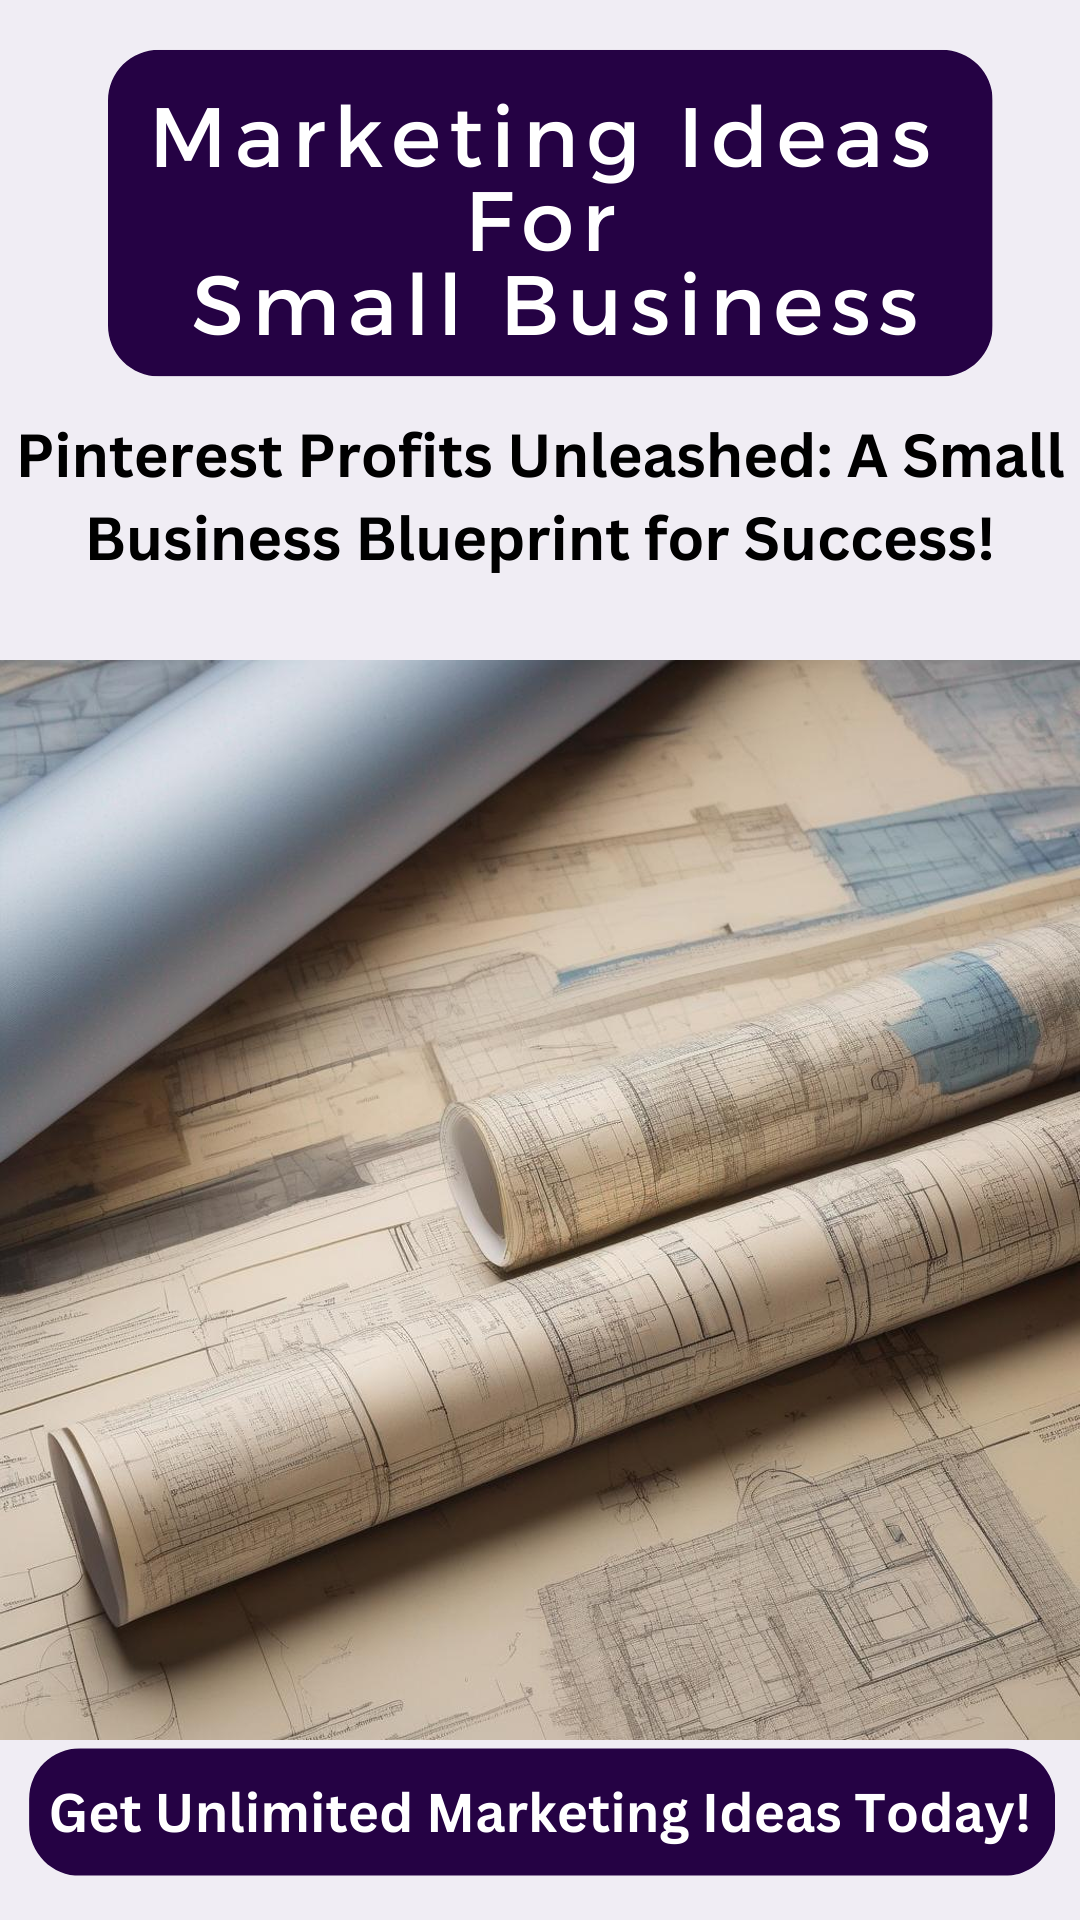 Marketing Ideas
For
Small Business
Pinterest Profits Unleashed: A Small
Business Blueprint for Success!
Get Unlimited Marketing Ideas Today!